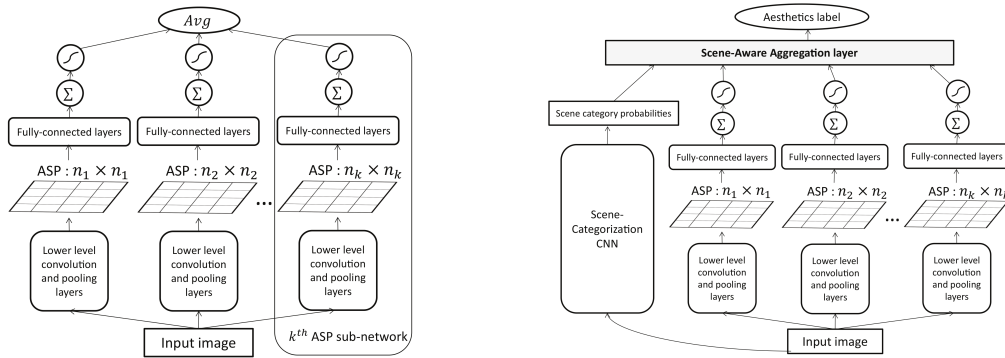 Avg
Σ Σ Σ
Fully-connected layers Fully-connected layers Fully-connected layers
ASP : n₁ × n₁ ASP : n₂ × n₂ ASP : nₖ × nₖ
...
Lower level
convolution
and pooling
layers
Lower level
convolution
and pooling
layers
Lower level
convolution
and pooling
layers
Input image
kᵗʰ ASP sub-network
Aesthetics label
Scene-Aware Aggregation layer
Scene category probabilities
Σ Σ Σ
Fully-connected layers Fully-connected layers Fully-connected layers
ASP : n₁ × n₁ ASP : n₂ × n₂ ASP : nₖ × n
...
Scene-
Categorization
CNN
Lower level
convolution
and pooling
layers
Lower level
convolution
and pooling
layers
Lower level
convolution
and pooling
layers
Input image